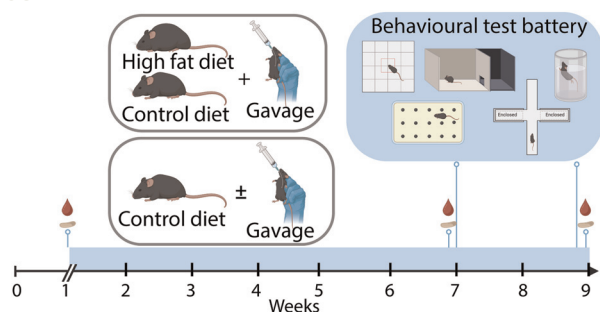 Behavioural test battery
High fat diet
+
Control diet
Gavage
Enclosed
Enclosed
±
Control diet
Gavage
0 1 2 3 4 5 6 7 8 9
Weeks